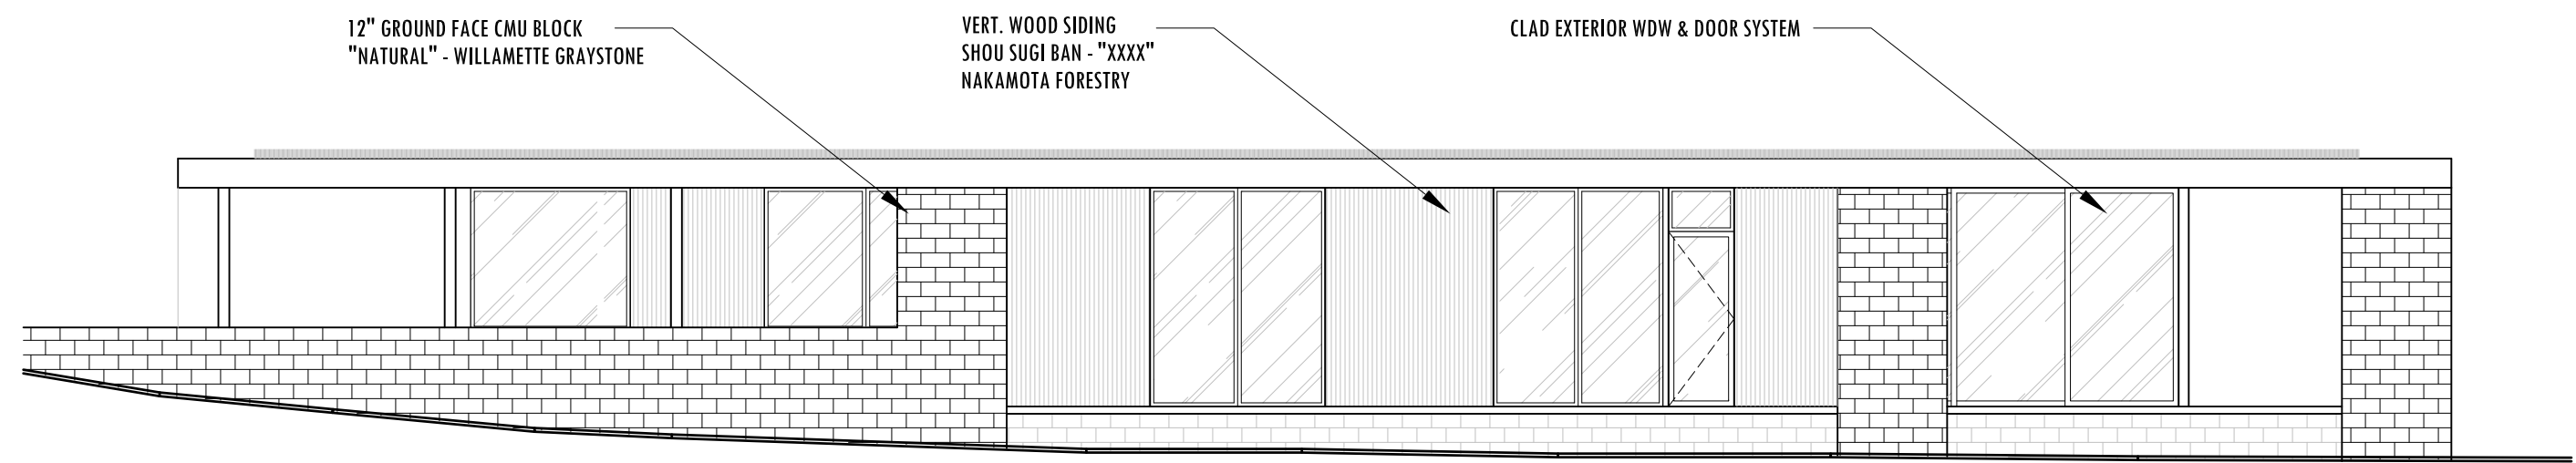 12" GROUND FACE CMU BLOCK
"NATURAL" - WILLAMETTE GRAYSTONE
VERT. WOOD SIDING
SHOU SUGI BAN - "XXXX"
NAKAMOTA FORESTRY
CLAD EXTERIOR WDW & DOOR SYSTEM